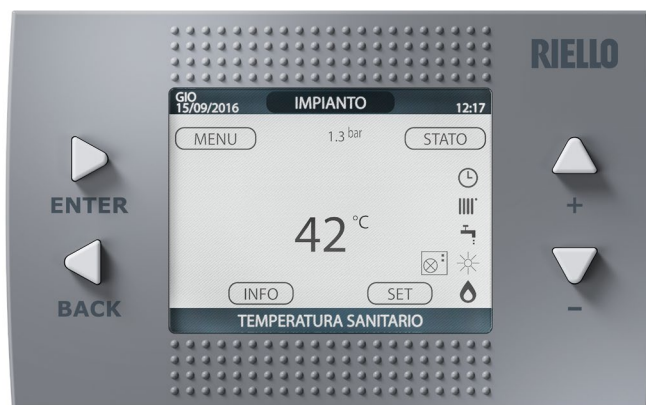 RIELLO
GIO
15/09/2016 IMPIANTO 12:17
MENU 1.3 bar STATO
ENTER
42 °C
+
INFO SET
BACK
-
TEMPERATURA SANITARIO